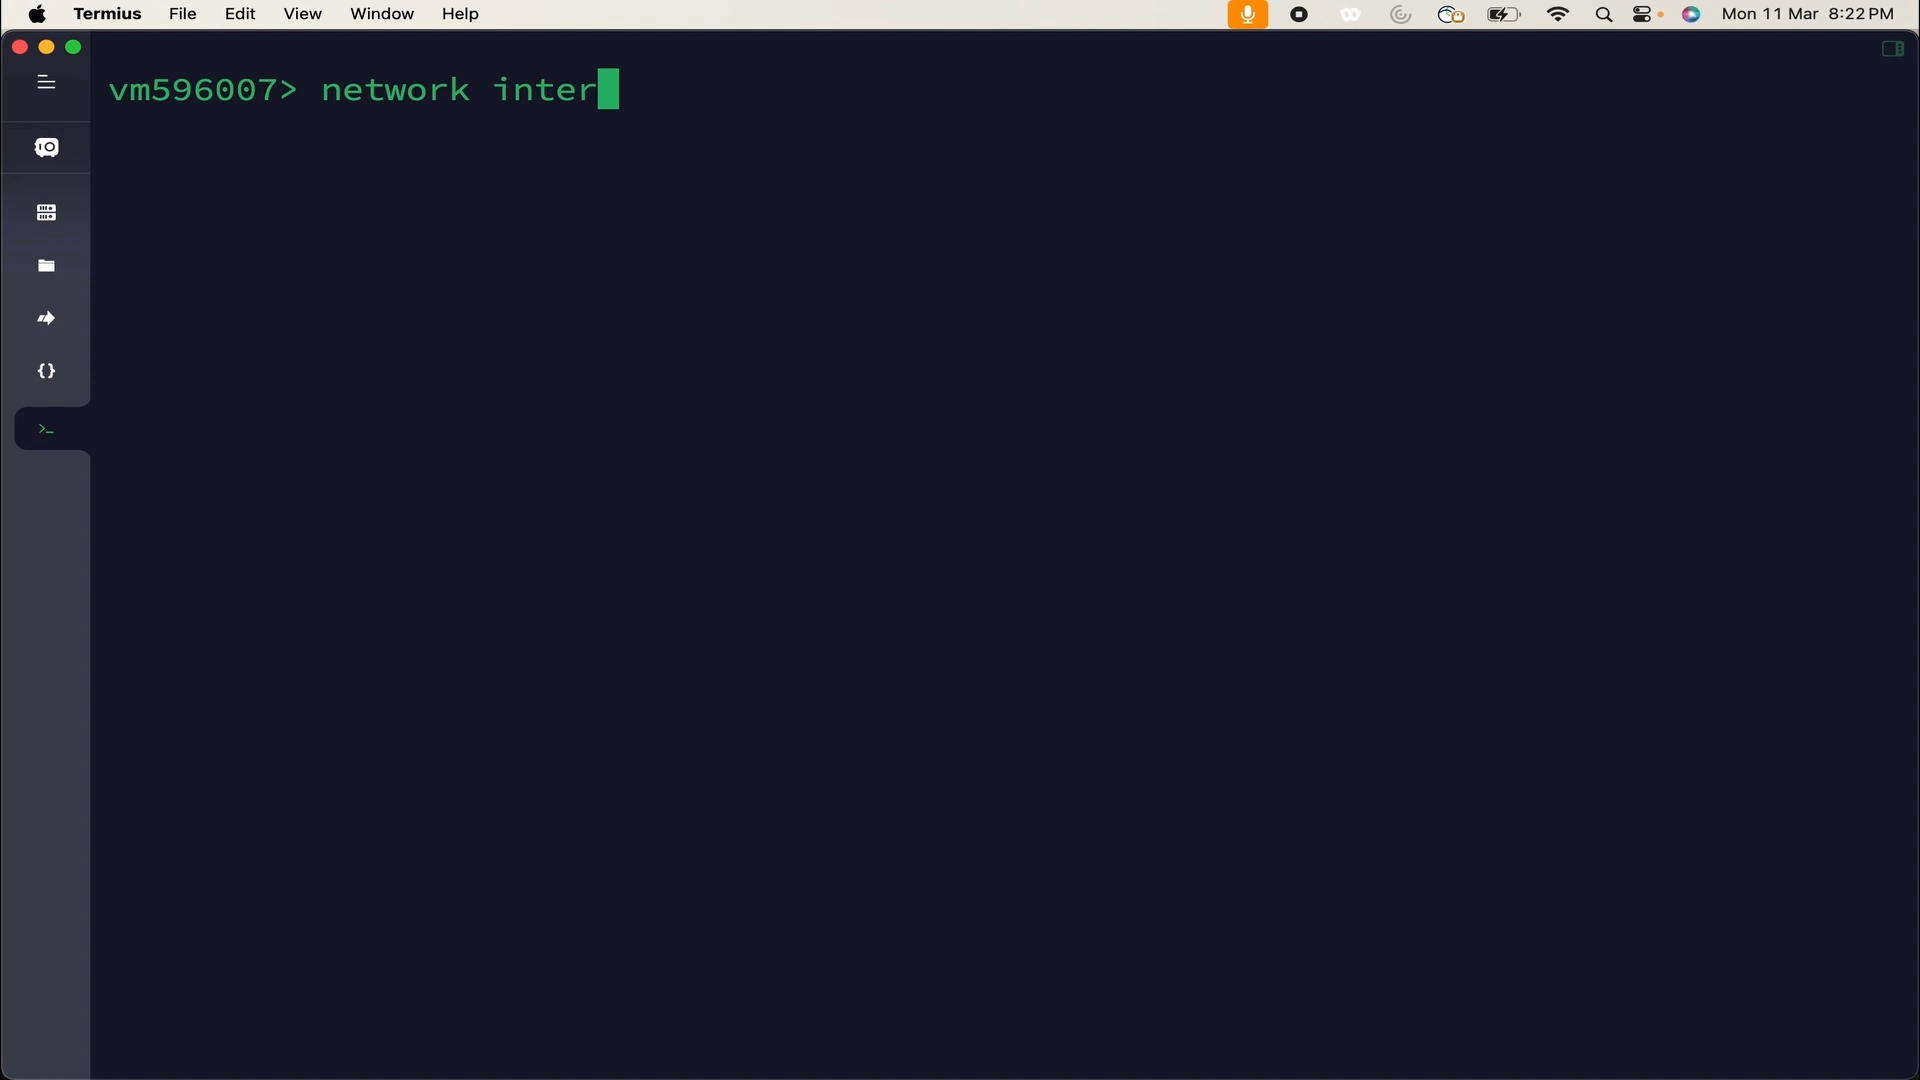 Termius File Edit View Window Help Mon 11 Mar 8:22 PM
vm596007> network inter
>_